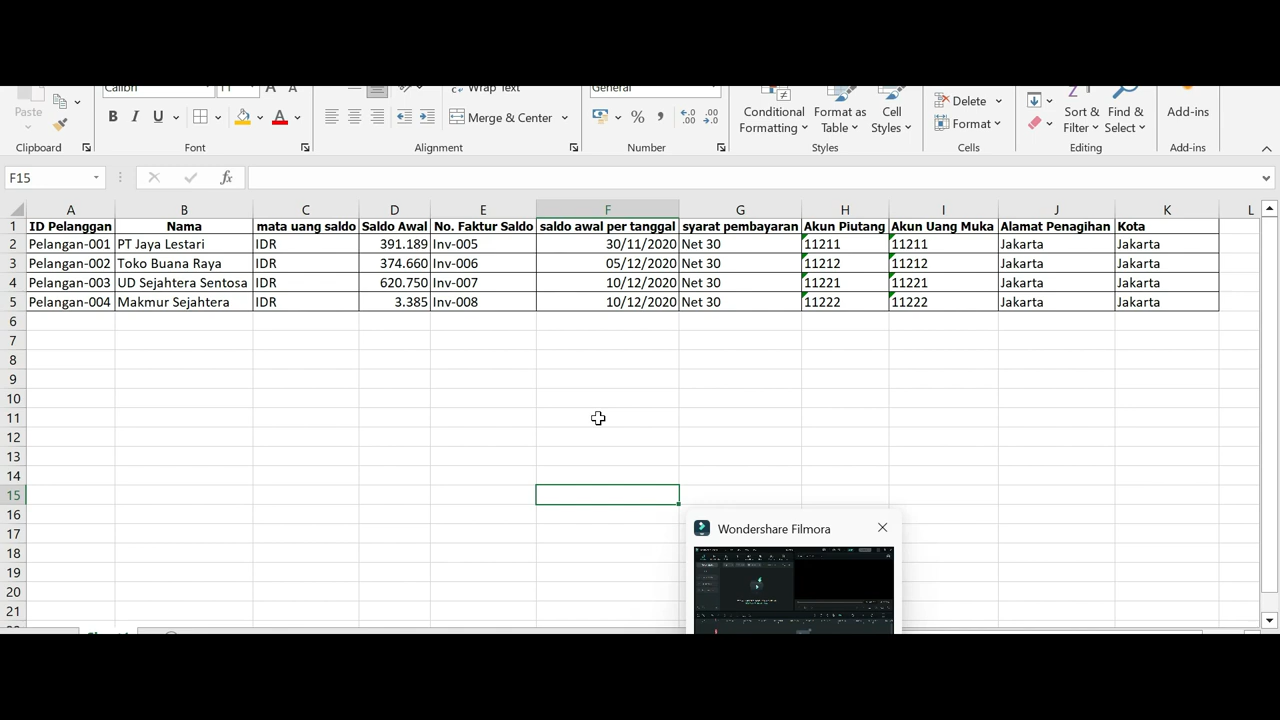 Calibri 11 A A Wrap Text General
Paste B I U A Merge & Center % , Conditional Formatting Format as Table Cell Styles Delete Format Sort & Filter Find & Select Add-ins
Clipboard Font Alignment Number Styles Cells Editing Add-ins
F15 fx
A B C D E F G H I J K L
1 ID Pelanggan Nama mata uang saldo Saldo Awal No. Faktur Saldo saldo awal per tanggal syarat pembayaran Akun Piutang Akun Uang Muka Alamat Penagihan Kota
2 Pelangan-001 PT Jaya Lestari IDR 391.189 Inv-005 30/11/2020 Net 30 11211 11211 Jakarta Jakarta
3 Pelangan-002 Toko Buana Raya IDR 374.660 Inv-006 05/12/2020 Net 30 11212 11212 Jakarta Jakarta
4 Pelangan-003 UD Sejahtera Sentosa IDR 620.750 Inv-007 10/12/2020 Net 30 11221 11221 Jakarta Jakarta
5 Pelangan-004 Makmur Sejahtera IDR 3.385 Inv-008 10/12/2020 Net 30 11222 11222 Jakarta Jakarta
6
7
8
9
10
11
12
13
14
15
16
Wondershare Filmora
17
18
19
20
21